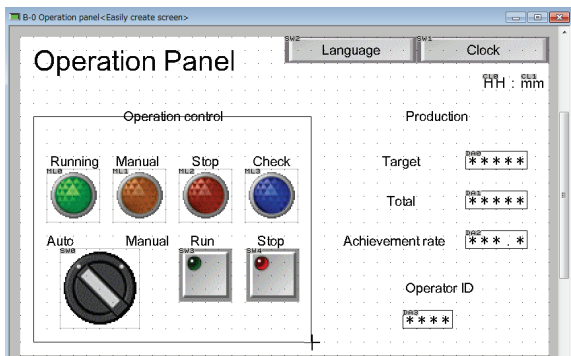 B-0 Operation panel<Easily create screen>
SW2 Language SW1 Clock
Operation Panel
CL0 HH : CL1 mm
Operation control
Production
Running Manual Stop Check
ML0 ML1 ML2 ML3
Target DA0 *****
Total DA1 *****
Auto Manual Run Stop
SW0 SW3 SW4
Achievement rate DA2 ***.*
Operator ID
DA3 ****